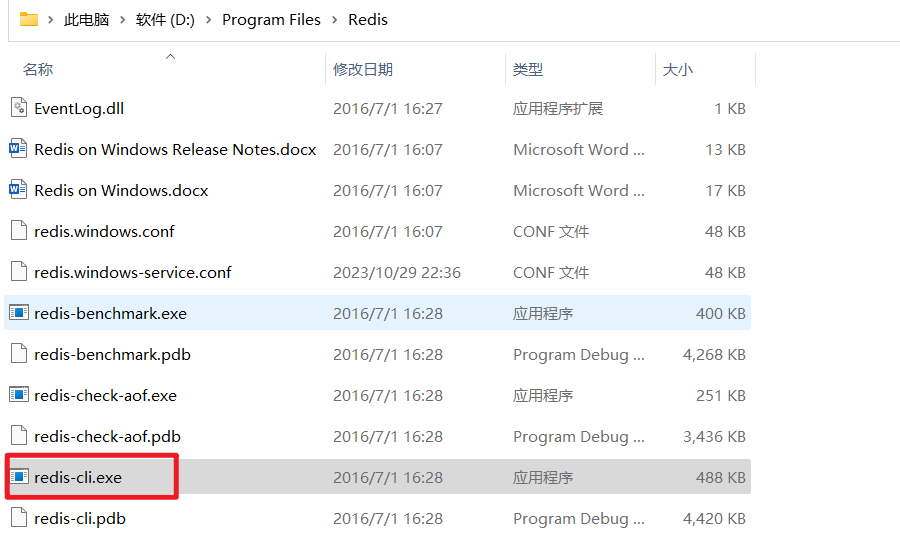 此电脑 > 软件 (D:) > Program Files > Redis
名称 修改日期 类型 大小
EventLog.dll 2016/7/1 16:27 应用程序扩展 1 KB
Redis on Windows Release Notes.docx 2016/7/1 16:07 Microsoft Word ... 13 KB
Redis on Windows.docx 2016/7/1 16:07 Microsoft Word ... 17 KB
redis.windows.conf 2016/7/1 16:07 CONF 文件 48 KB
redis.windows-service.conf 2023/10/29 22:36 CONF 文件 48 KB
redis-benchmark.exe 2016/7/1 16:28 应用程序 400 KB
redis-benchmark.pdb 2016/7/1 16:28 Program Debug ... 4,268 KB
redis-check-aof.exe 2016/7/1 16:28 应用程序 251 KB
redis-check-aof.pdb 2016/7/1 16:28 Program Debug ... 3,436 KB
redis-cli.exe 2016/7/1 16:28 应用程序 488 KB
redis-cli.pdb 2016/7/1 16:28 Program Debug ... 4,420 KB